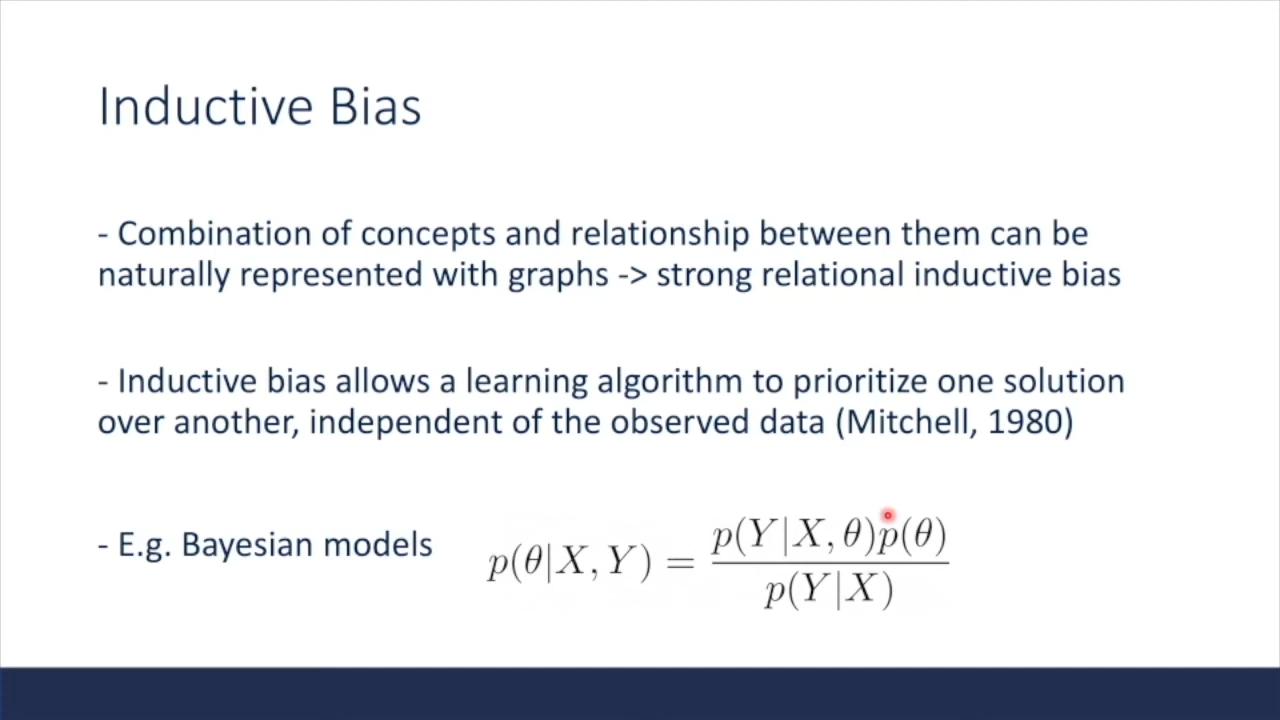 Inductive Bias
- Combination of concepts and relationship between them can be
naturally represented with graphs -> strong relational inductive bias
- Inductive bias allows a learning algorithm to prioritize one solution
over another, independent of the observed data (Mitchell, 1980)
- E.g. Bayesian models
p(θ|X, Y) = p(Y|X, θ)p(θ)
p(Y|X)